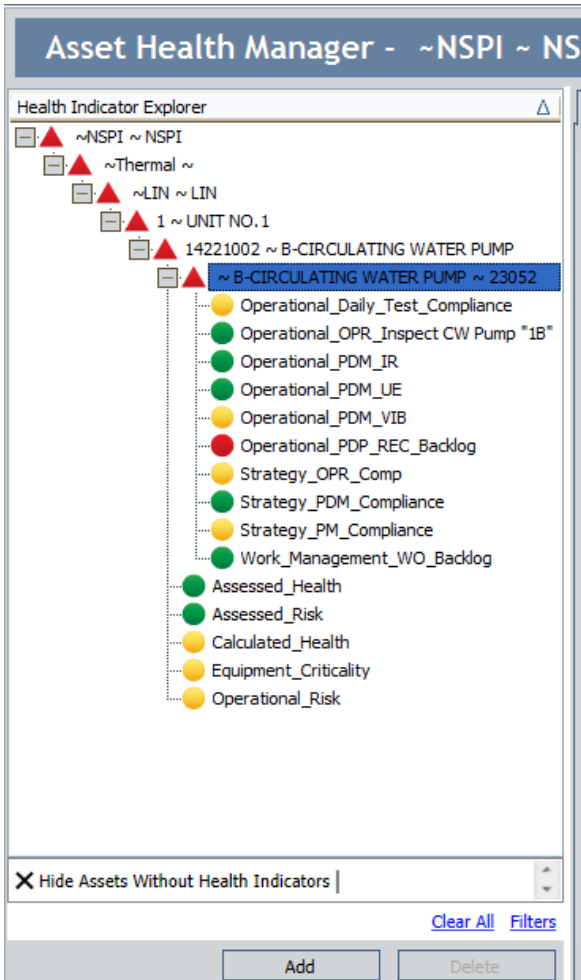 Asset Health Manager - ~NSPI ~ NS
Health Indicator Explorer
~NSPI ~ NSPI
~Thermal ~
~LIN ~ LIN
1 ~ UNIT NO.1
14221002 ~ B-CIRCULATING WATER PUMP
~ B-CIRCULATING WATER PUMP ~ 23052
Operational_Daily_Test_Compliance
Operational_OPR_Inspect CW Pump "1B"
Operational_PDM_IR
Operational_PDM_UE
Operational_PDM_VIB
Operational_PDP_REC_Backlog
Strategy_OPR_Comp
Strategy_PDM_Compliance
Strategy_PM_Compliance
Work_Management_WO_Backlog
Assessed_Health
Assessed_Risk
Calculated_Health
Equipment_Criticality
Operational_Risk
Hide Assets Without Health Indicators
Clear All Filters
Add Delete